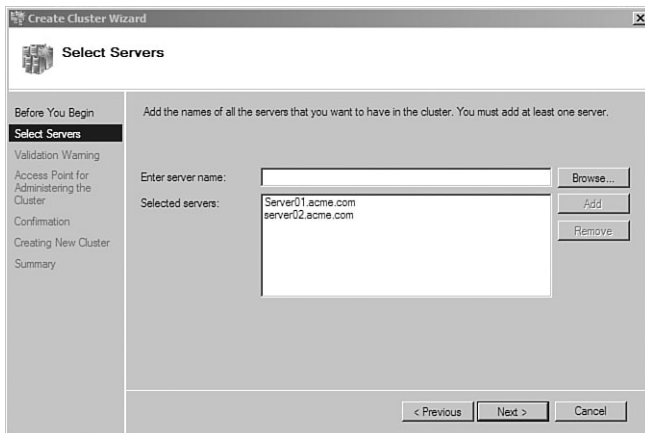 Create Cluster Wizard
Select Servers
Before You Begin
Select Servers
Validation Warning
Access Point for
Administering the
Cluster
Confirmation
Creating New Cluster
Summary
Add the names of all the servers that you want to have in the cluster. You must add at least one server.
Enter server name:
Browse...
Selected servers:
Server01.acme.com
server02.acme.com
Add
Remove
< Previous
Next >
Cancel